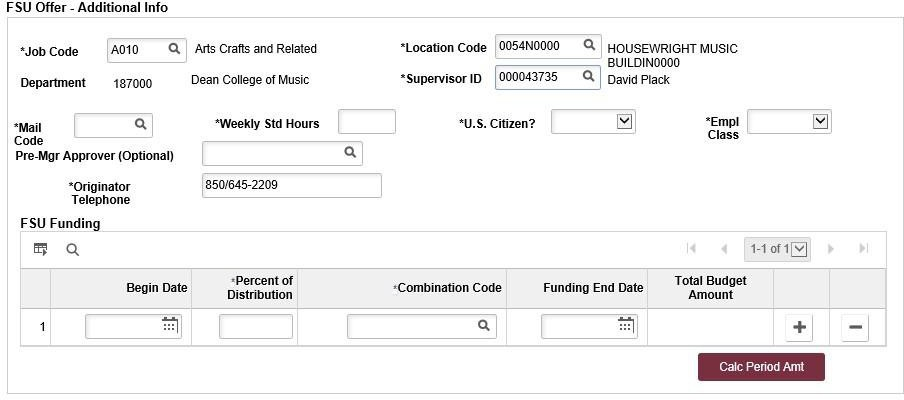 FSU Offer - Additional Info
*Job Code A010 Arts Crafts and Related *Location Code 0054N0000 HOUSEWRIGHT MUSIC
BUILDIN0000
Department 187000 Dean College of Music *Supervisor ID 000043735 David Plack
*Mail
Code
*Weekly Std Hours *U.S. Citizen? *Empl
Class
Pre-Mgr Approver (Optional)
*Originator
Telephone
850/645-2209
FSU Funding
1-1 of 1
Begin Date
*Percent of
Distribution
*Combination Code
Funding End Date
Total Budget
Amount
1
Calc Period Amt